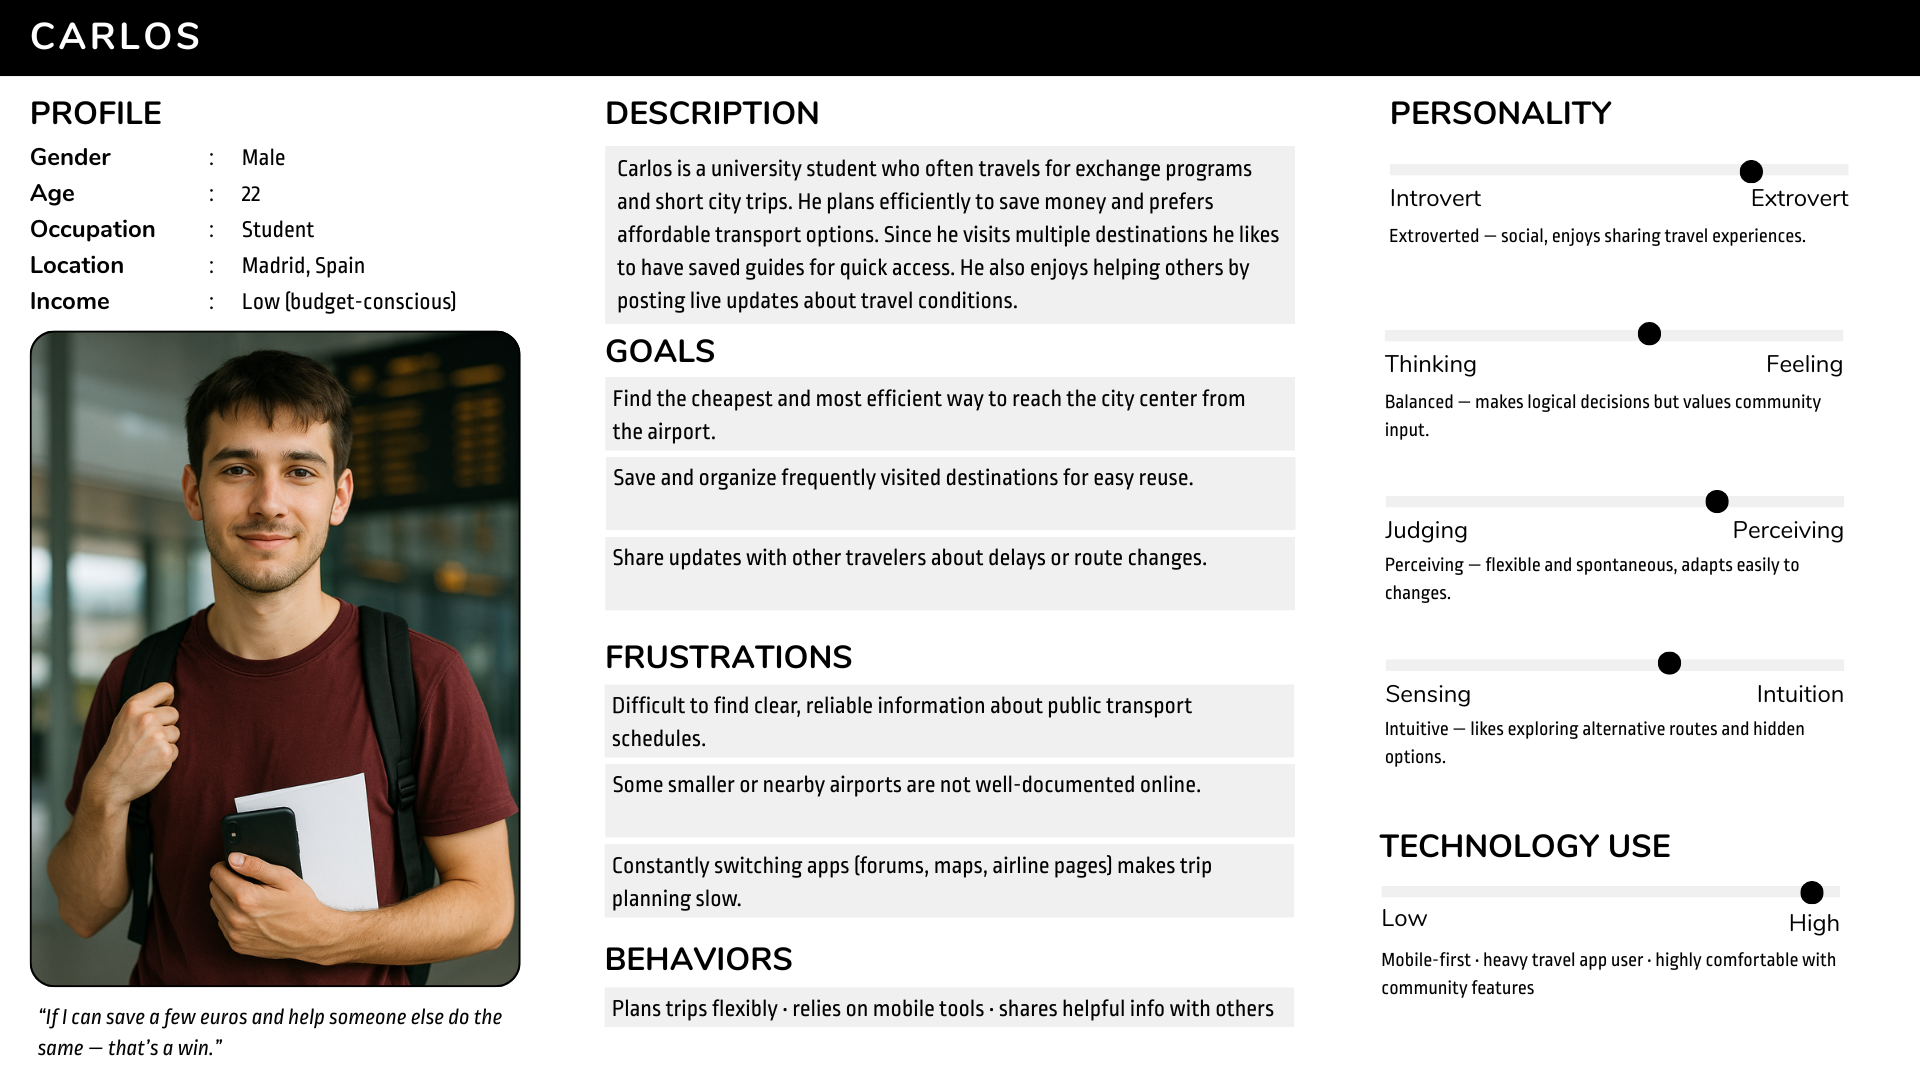 CARLOS
PROFILE
Gender : Male
Age : 22
Occupation : Student
Location : Madrid, Spain
Income : Low (budget-conscious)
“If I can save a few euros and help someone else do the
same — that’s a win.”
DESCRIPTION
Carlos is a university student who often travels for exchange programs
and short city trips. He plans efficiently to save money and prefers
affordable transport options. Since he visits multiple destinations he likes
to have saved guides for quick access. He also enjoys helping others by
posting live updates about travel conditions.
GOALS
Find the cheapest and most efficient way to reach the city center from
the airport.
Save and organize frequently visited destinations for easy reuse.
Share updates with other travelers about delays or route changes.
FRUSTRATIONS
Difficult to find clear, reliable information about public transport
schedules.
Some smaller or nearby airports are not well-documented online.
Constantly switching apps (forums, maps, airline pages) makes trip
planning slow.
BEHAVIORS
Plans trips flexibly · relies on mobile tools · shares helpful info with others
PERSONALITY
Introvert Extrovert
Extroverted — social, enjoys sharing travel experiences.
Thinking Feeling
Balanced — makes logical decisions but values community
input.
Judging Perceiving
Perceiving — flexible and spontaneous, adapts easily to
changes.
Sensing Intuition
Intuitive — likes exploring alternative routes and hidden
options.
TECHNOLOGY USE
Low High
Mobile-first · heavy travel app user · highly comfortable with
community features